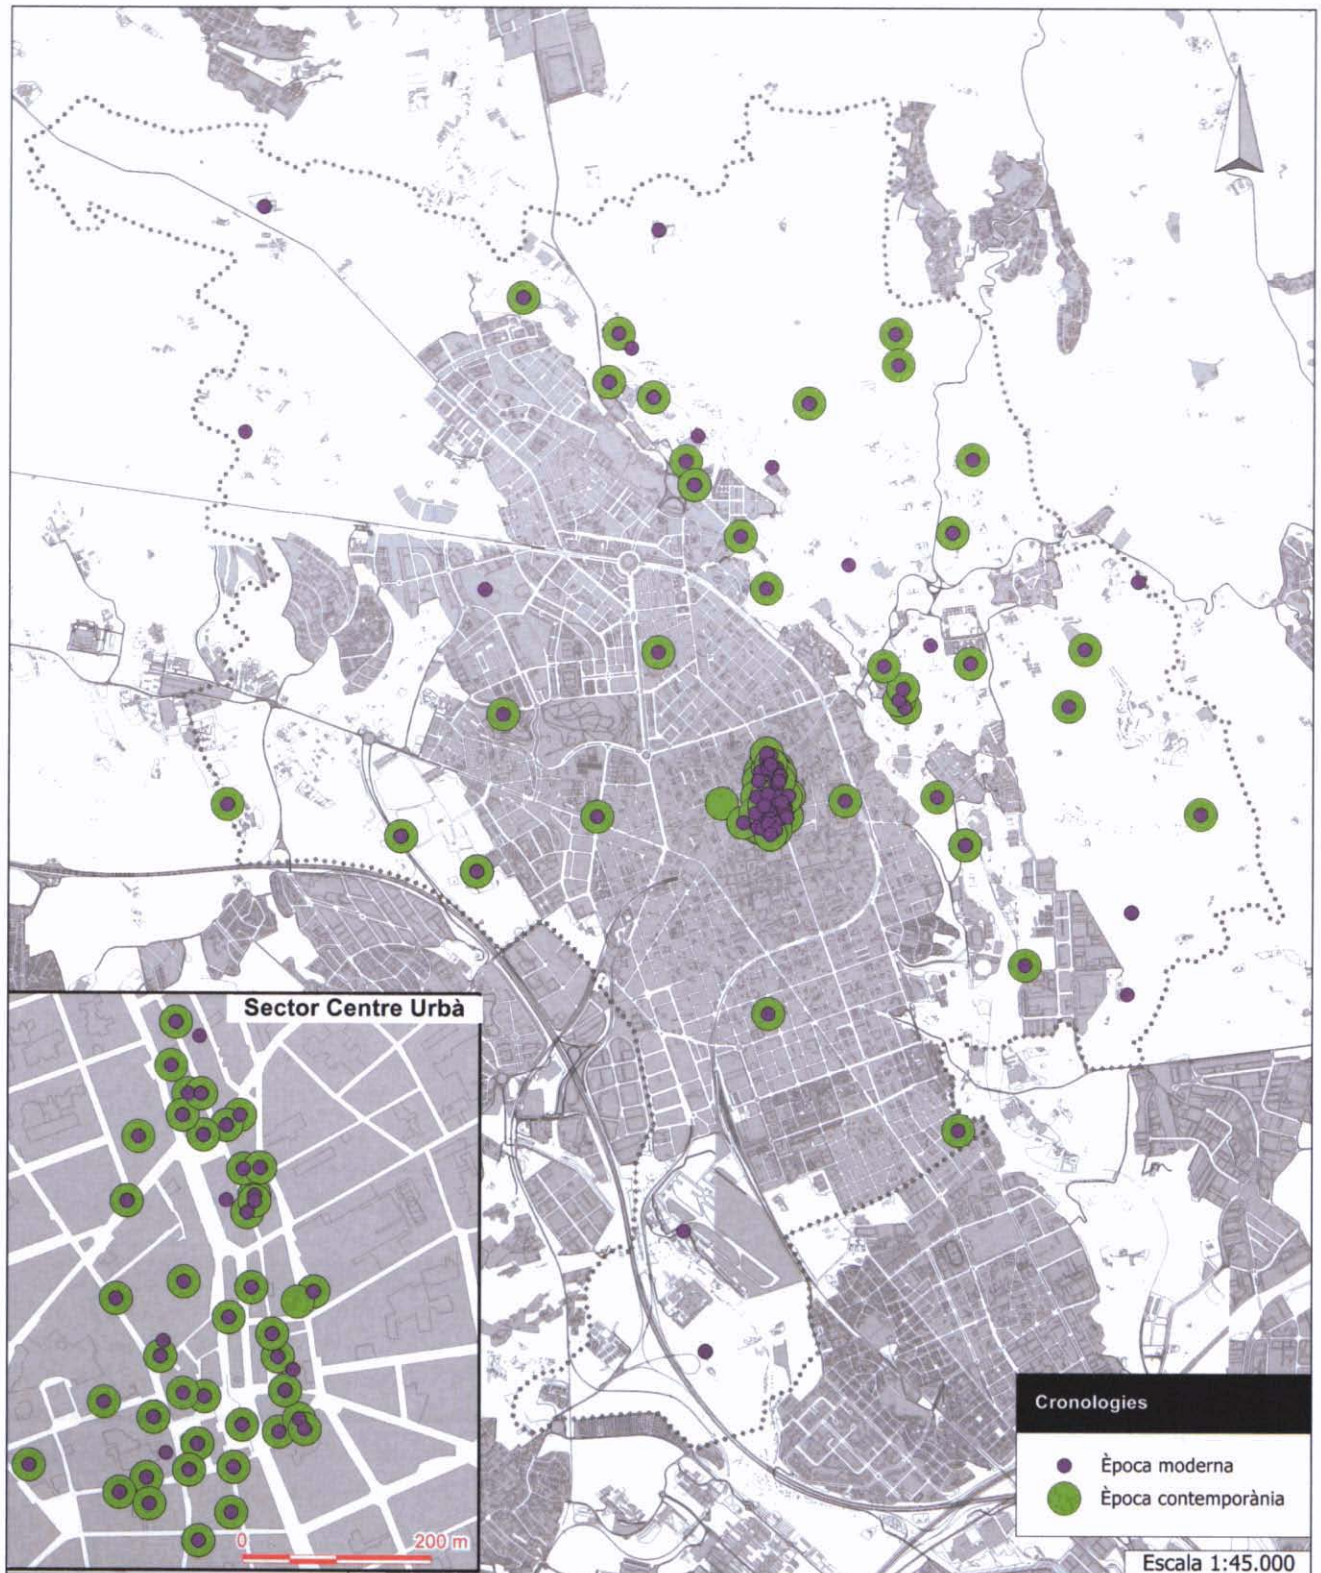 Sector Centre Urbà
0 200 m
Cronologies
Època moderna
Època contemporània
Escala 1:45.000